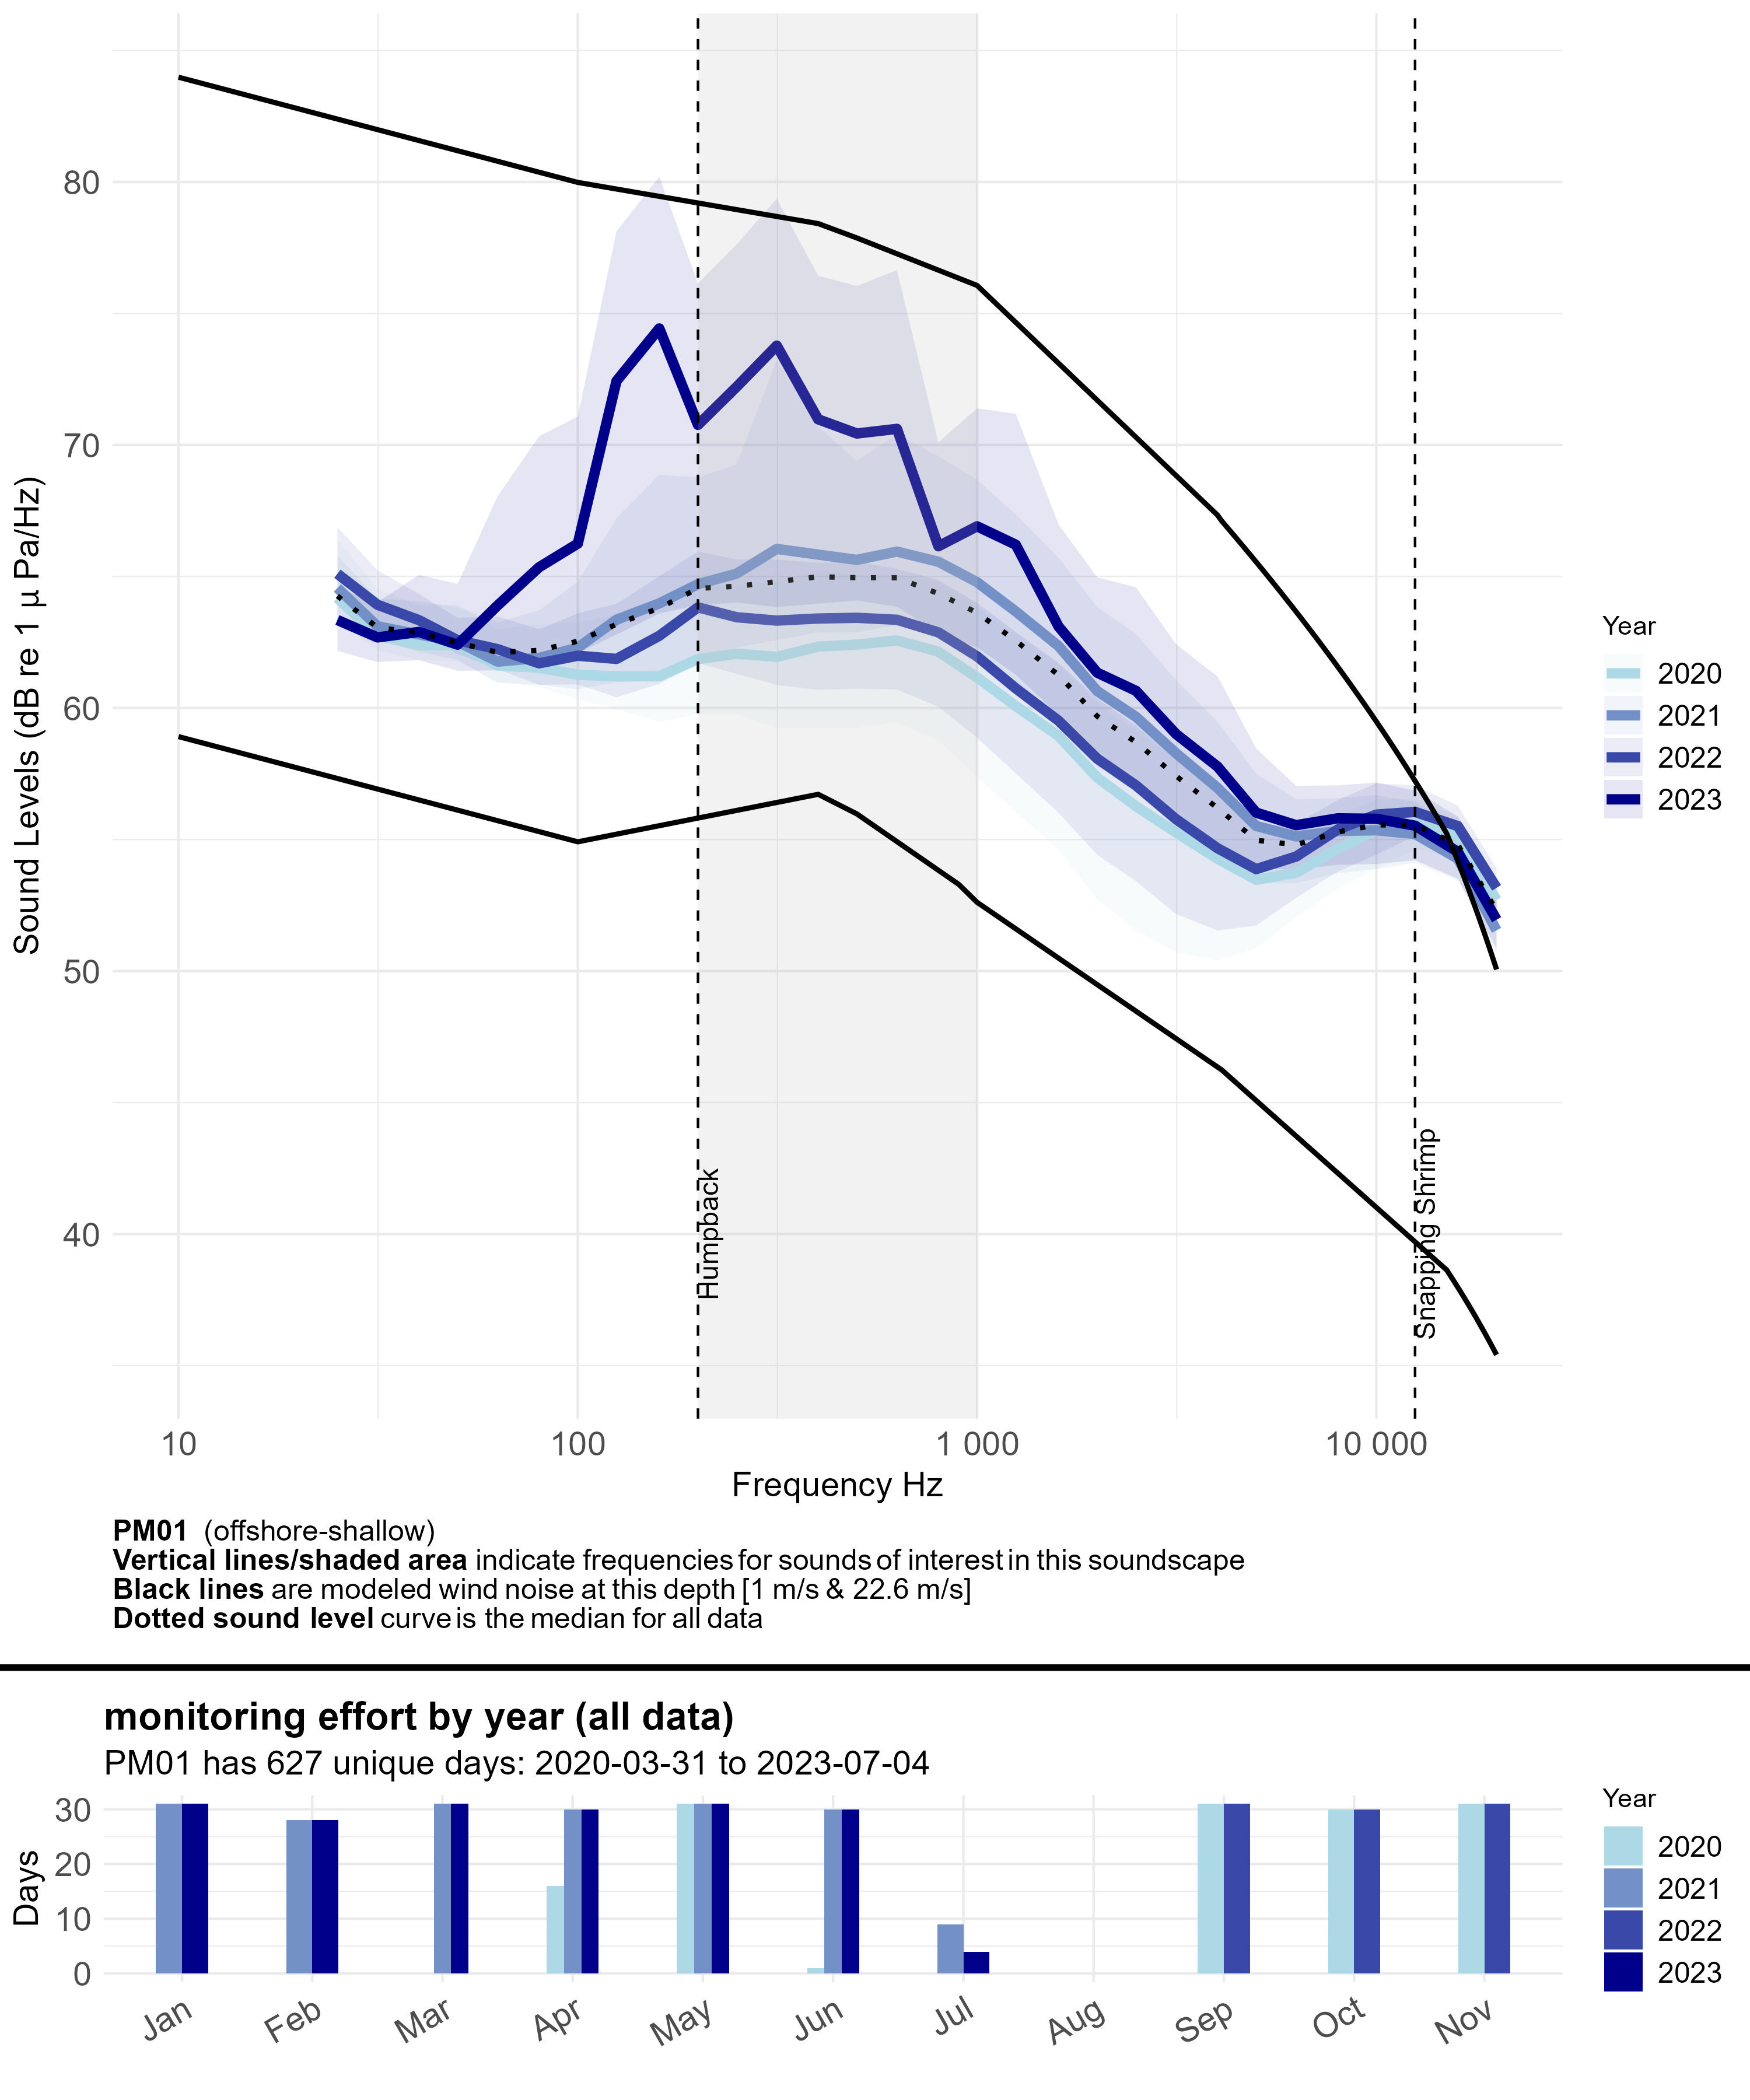 80
70
60
50
40
Sound Levels (dB re 1 µ Pa/Hz)
Humpback
Snapping Shrimp
10
100
1 000
10 000
Frequency Hz
Year
2020
2021
2022
2023
PM01 (offshore-shallow)
Vertical lines/shaded area indicate frequencies for sounds of interest in this soundscape
Black lines are modeled wind noise at this depth [1 m/s & 22.6 m/s]
Dotted sound level curve is the median for all data
monitoring effort by year (all data)
PM01 has 627 unique days: 2020-03-31 to 2023-07-04
30
20
10
0
Days
Jan
Feb
Mar
Apr
May
Jun
Jul
Aug
Sep
Oct
Nov
Year
2020
2021
2022
2023